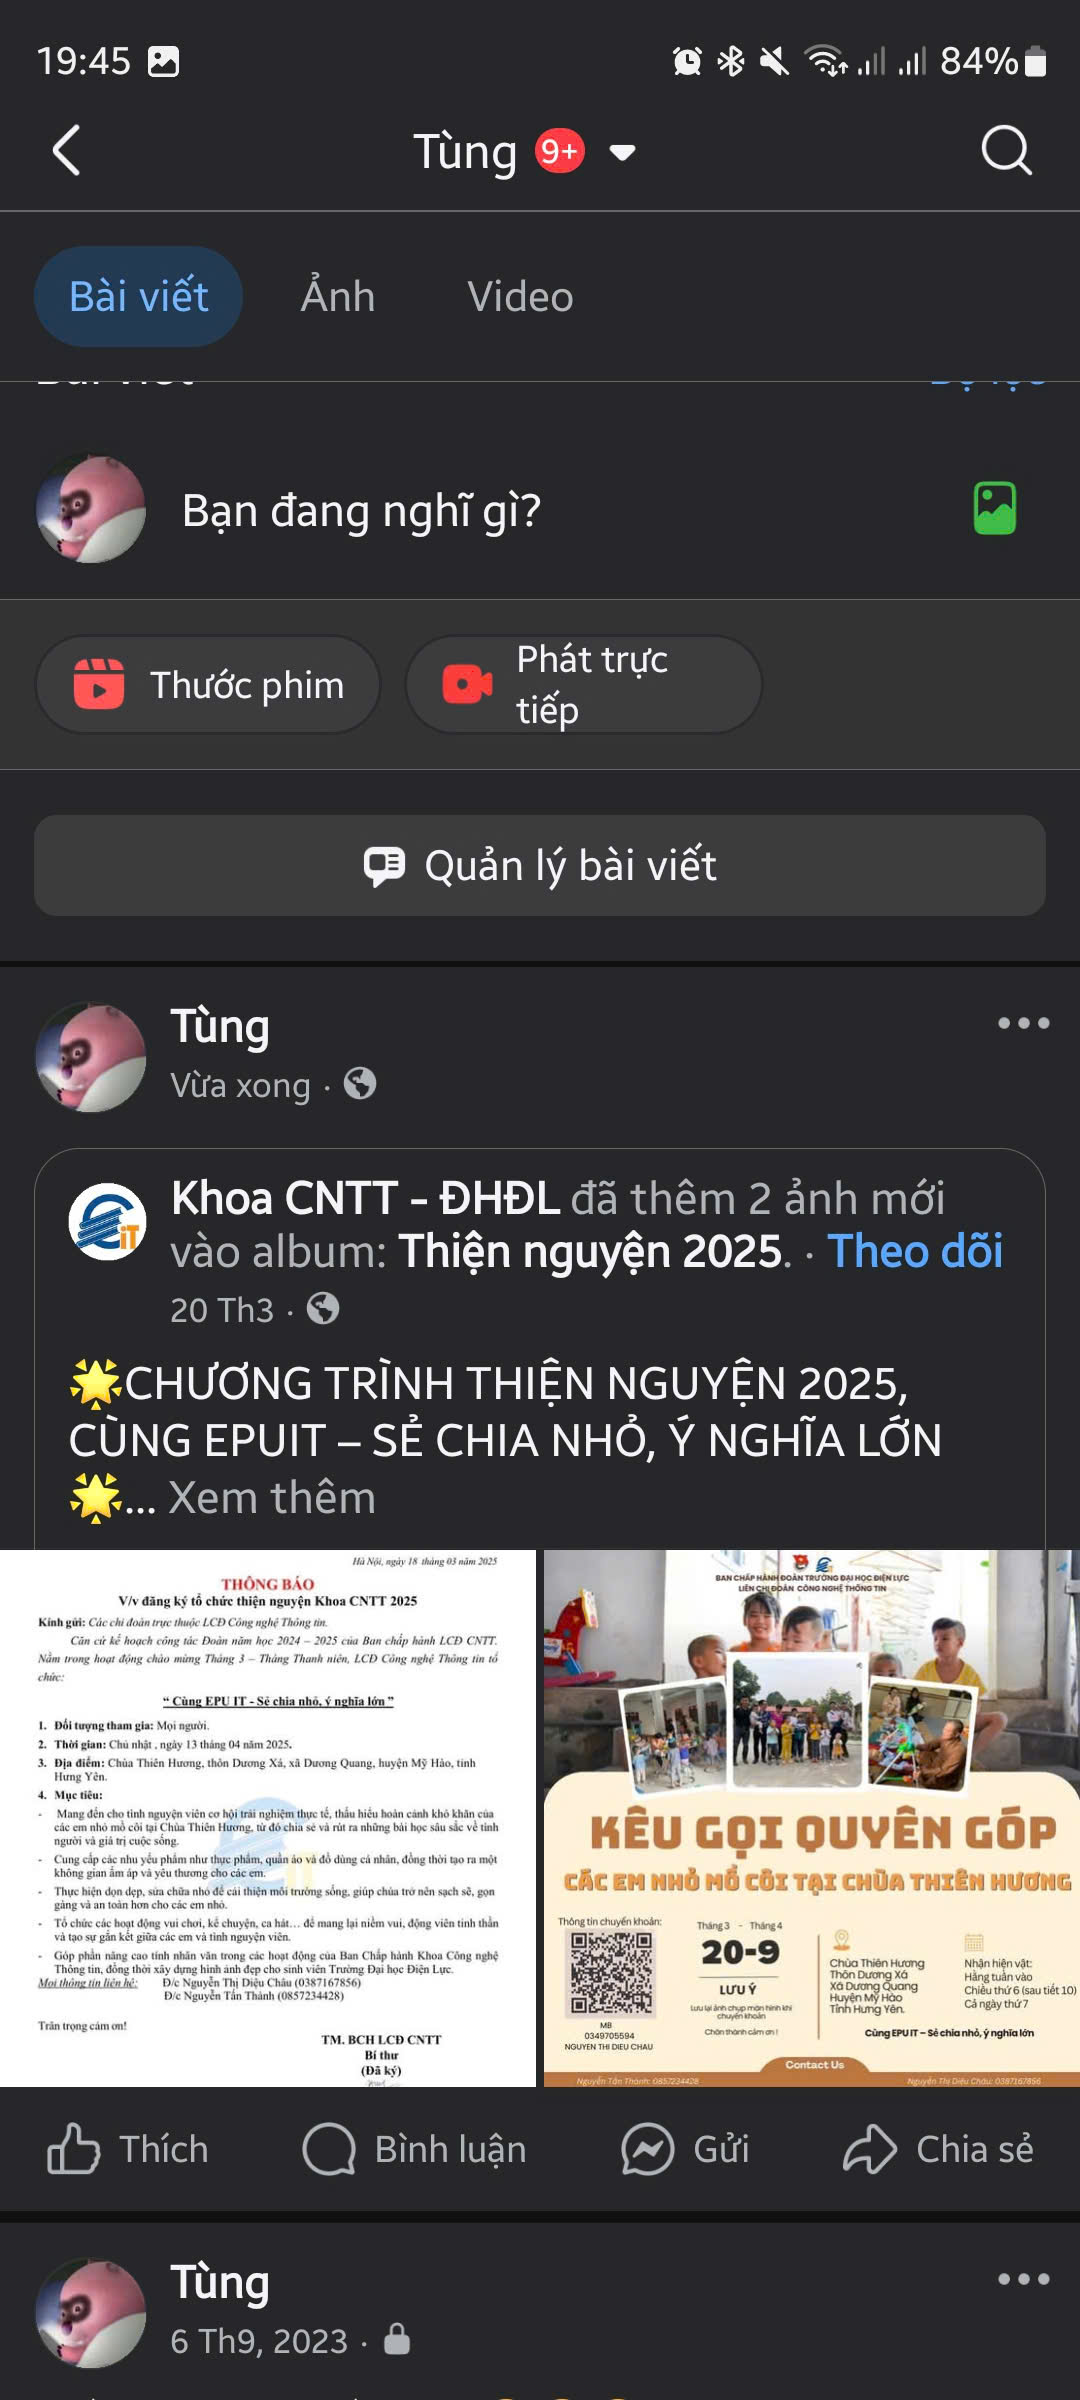 19:45
84%
Tùng 9+
Bài viết
Ảnh
Video
Bạn đang nghĩ gì?
Thước phim
Phát trực
tiếp
Quản lý bài viết
Tùng
Vừa xong ·
Khoa CNTT - ĐHĐL đã thêm 2 ảnh mới
vào album: Thiện nguyện 2025. · Theo dõi
20 Th3 ·
🌟CHƯƠNG TRÌNH THIỆN NGUYỆN 2025,
CÙNG EPUIT – SẺ CHIA NHỎ, Ý NGHĨA LỚN
🌟... Xem thêm
Hà Nội, ngày 18 tháng 03 năm 2025
THÔNG BÁO
V/v đăng ký tổ chức thiện nguyện Khoa CNTT 2025
Kính gửi: Các chi đoàn trực thuộc LCĐ Công nghệ Thông tin.
Căn cứ kế hoạch công tác Đoàn năm học 2024 – 2025 của Ban chấp hành LCĐ CNTT.
Nằm trong hoạt động chào mừng Tháng 3 – Tháng Thanh niên, LCĐ Công nghệ Thông tin tổ
chức:
“ Cùng EPU IT - Sẻ chia nhỏ, ý nghĩa lớn ”
1. Đối tượng tham gia: Mọi người.
2. Thời gian: Chủ nhật , ngày 13 tháng 04 năm 2025.
3. Địa điểm: Chùa Thiên Hương, thôn Dương Xá, xã Dương Quang, huyện Mỹ Hào, tỉnh
Hưng Yên.
4. Mục tiêu:
- Mang đến cho tình nguyện viên cơ hội trải nghiệm thực tế, thấu hiểu hoàn cảnh khó khăn của
các em nhỏ mồ côi tại Chùa Thiên Hương, từ đó chia sẻ và rút ra những bài học sâu sắc về tình
người và giá trị cuộc sống.
- Cung cấp các nhu yếu phẩm như thực phẩm, quần áo và đồ dùng cá nhân, đồng thời tạo ra một
không gian ấm áp và yêu thương cho các em.
- Thực hiện dọn dẹp, sửa chữa nhỏ để cải thiện môi trường sống, giúp chùa trở nên sạch sẽ, gọn
gàng và an toàn hơn cho các em nhỏ.
- Tổ chức các hoạt động vui chơi, kể chuyện, ca hát… để mang lại niềm vui, động viên tinh thần
và tạo sự gắn kết giữa các em và tình nguyện viên.
- Góp phần nâng cao tính nhân văn trong các hoạt động của Ban Chấp hành Khoa Công nghệ
Thông tin, đồng thời xây dựng hình ảnh đẹp cho sinh viên Trường Đại học Điện Lực.
Mọi thông tin liên hệ: Đ/c Nguyễn Thị Diệu Châu (0387167856)
Đ/c Nguyễn Tấn Thành (0857234428)
Trân trọng cảm ơn!
TM. BCH LCĐ CNTT
Bí thư
(Đã ký)
BAN CHẤP HÀNH ĐOÀN TRƯỜNG ĐẠI HỌC ĐIỆN LỰC
LIÊN CHI ĐOÀN CÔNG NGHỆ THÔNG TIN
KÊU GỌI QUYÊN GÓP
CÁC EM NHỎ MỒ CÔI TẠI CHÙA THIÊN HƯƠNG
Thông tin chuyển khoản:
MB
0349705594
NGUYEN THI DIEU CHAU
Tháng 3 - Tháng 4
20-9
LƯU Ý
Lưu lại ảnh chụp màn hình khi
chuyển khoản
Chân thành cảm ơn !
Chùa Thiên Hương
Thôn Dương Xá
Xã Dương Quang
Huyện Mỹ Hào
Tỉnh Hưng Yên.
Nhận hiện vật:
Hằng tuần vào
Chiều thứ 6 (sau tiết 10)
Cả ngày thứ 7
Cùng EPU IT – Sẻ chia nhỏ, ý nghĩa lớn
Contact Us
Nguyễn Tấn Thành: 0857234428
Nguyễn Thị Diệu Châu: 0387167856
Thích
Bình luận
Gửi
Chia sẻ
Tùng
6 Th9, 2023 ·